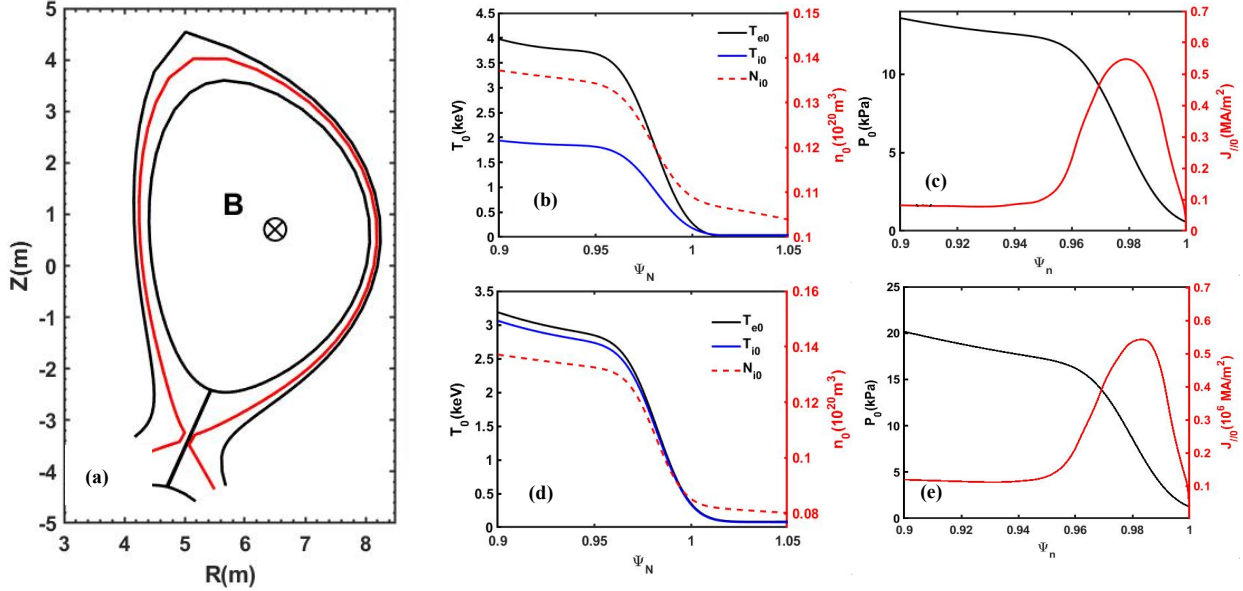 5
4
3
2
1
0
-1
-2
-3
-4
-5
3 4 5 6 7 8
Z(m)
R(m)
B
(a)
4.5
4
3.5
3
2.5
2
1.5
1
0.5
0
0.9 0.95 1 1.05
0.15
0.14
0.13
0.12
0.11
0.1
T0(keV)
n0(10^20m^3)
ΨN
Te0
Ti0
Ni0
(b)
10
5
0
0.9 0.92 0.94 0.96 0.98 1
0.7
0.6
0.5
0.4
0.3
0.2
0.1
0
P0(kPa)
J//0(MA/m^2)
Ψn
(c)
3.5
3
2.5
2
1.5
1
0.5
0
0.9 0.95 1 1.05
0.16
0.14
0.12
0.1
0.08
T0(keV)
n0(10^20m^3)
ΨN
Te0
Ti0
Ni0
(d)
25
20
15
10
5
0
0.9 0.92 0.94 0.96 0.98 1
0.7
0.6
0.5
0.4
0.3
0.2
0.1
P0(kPa)
J//0(10^6 MA/m^2)
Ψn
(e)